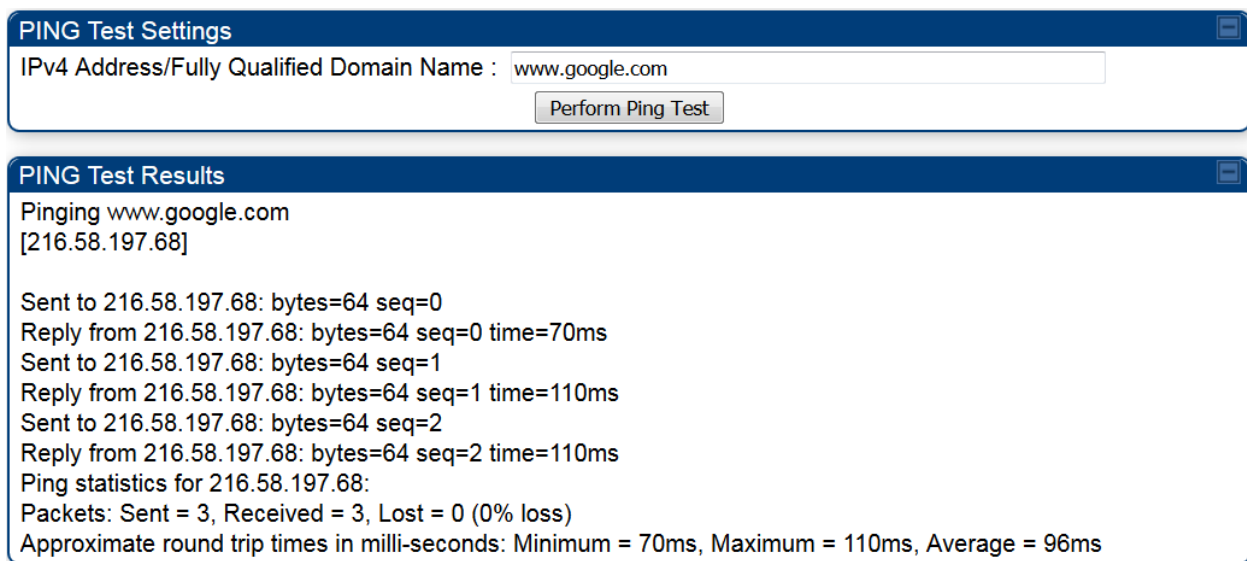 PING Test Settings
IPv4 Address/Fully Qualified Domain Name : www.google.com
Perform Ping Test
PING Test Results
Pinging www.google.com
[216.58.197.68]
Sent to 216.58.197.68: bytes=64 seq=0
Reply from 216.58.197.68: bytes=64 seq=0 time=70ms
Sent to 216.58.197.68: bytes=64 seq=1
Reply from 216.58.197.68: bytes=64 seq=1 time=110ms
Sent to 216.58.197.68: bytes=64 seq=2
Reply from 216.58.197.68: bytes=64 seq=2 time=110ms
Ping statistics for 216.58.197.68:
Packets: Sent = 3, Received = 3, Lost = 0 (0% loss)
Approximate round trip times in milli-seconds: Minimum = 70ms, Maximum = 110ms, Average = 96ms